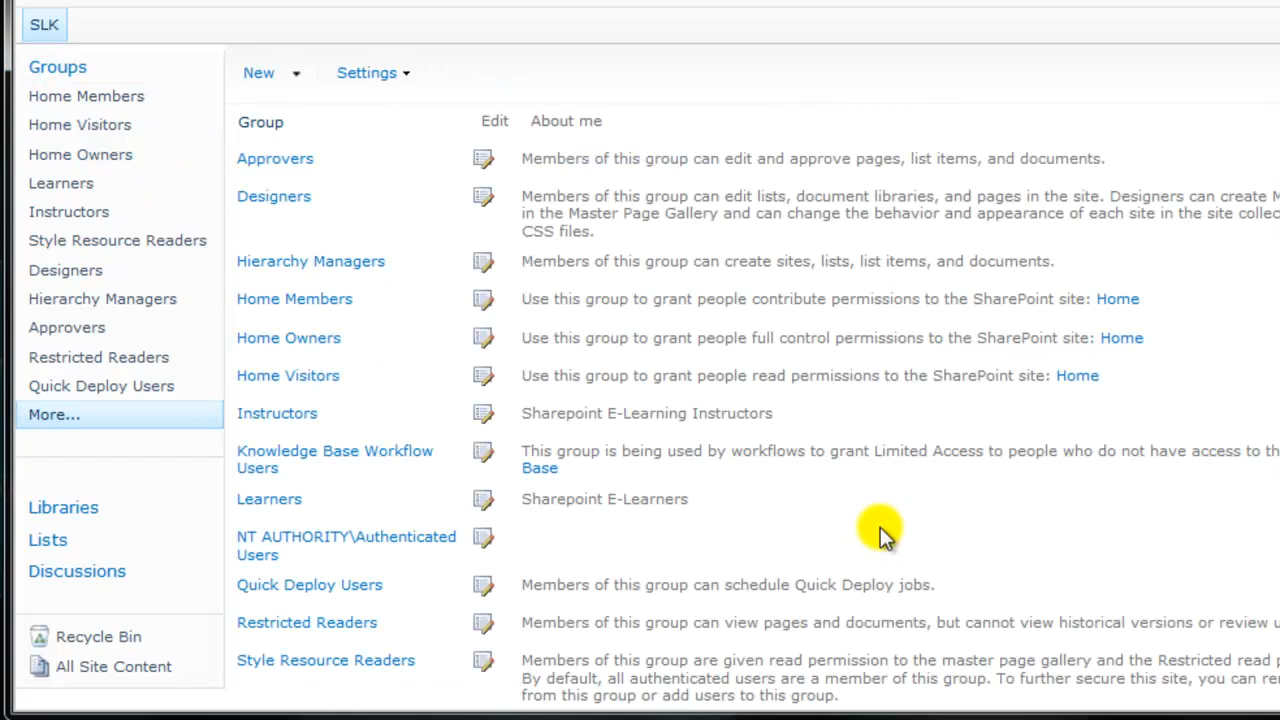 SLK
Groups
Home Members
Home Visitors
Home Owners
Learners
Instructors
Style Resource Readers
Designers
Hierarchy Managers
Approvers
Restricted Readers
Quick Deploy Users
More...
Libraries
Lists
Discussions
Recycle Bin
All Site Content
New Settings
Group Edit About me
Approvers Members of this group can edit and approve pages, list items, and documents.
Designers Members of this group can edit lists, document libraries, and pages in the site. Designers can create
in the Master Page Gallery and can change the behavior and appearance of each site in the site
CSS files.
Hierarchy Managers Members of this group can create sites, lists, list items, and documents.
Home Members Use this group to grant people contribute permissions to the SharePoint site: Home
Home Owners Use this group to grant people full control permissions to the SharePoint site: Home
Home Visitors Use this group to grant people read permissions to the SharePoint site: Home
Instructors Sharepoint E-Learning Instructors
Knowledge Base Workflow This group is being used by workflows to grant Limited Access to people who do not have access to
Users Base
Learners Sharepoint E-Learners
NT AUTHORITY\Authenticated
Users
Quick Deploy Users Members of this group can schedule Quick Deploy jobs.
Restricted Readers Members of this group can view pages and documents, but cannot view historical versions or review
Style Resource Readers Members of this group are given read permission to the master page gallery and the Restricted read
By default, all authenticated users are a member of this group. To further secure this site, you can
from this group or add users to this group.